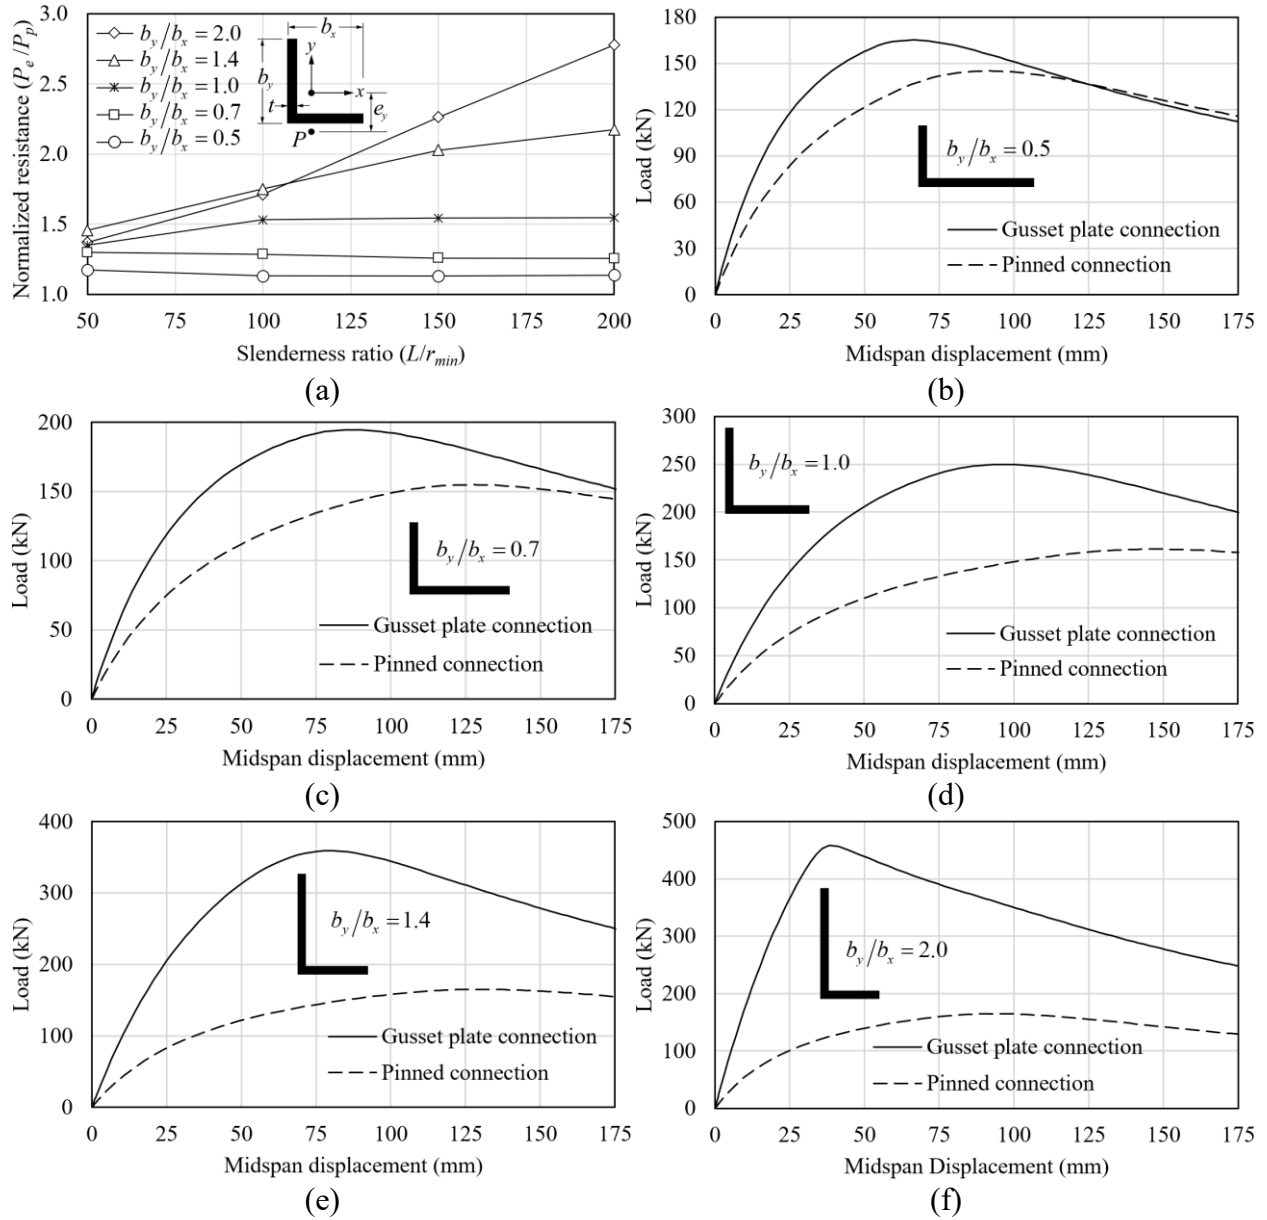 Normalized resistance (P_e/P_p)
3.0
2.5
2.0
1.5
1.0
b_y/b_x = 2.0
b_y/b_x = 1.4
b_y/b_x = 1.0
b_y/b_x = 0.7
b_y/b_x = 0.5
b_x
y
b_y
x
t
e_y
P
50 75 100 125 150 175 200
Slenderness ratio (L/r_min)
(a)
Load (kN)
180
150
120
90
60
30
0
b_y/b_x = 0.5
Gusset plate connection
Pinned connection
0 25 50 75 100 125 150 175
Midspan displacement (mm)
(b)
Load (kN)
200
150
100
50
0
b_y/b_x = 0.7
Gusset plate connection
Pinned connection
0 25 50 75 100 125 150 175
Midspan displacement (mm)
(c)
Load (kN)
300
250
200
150
100
50
0
b_y/b_x = 1.0
Gusset plate connection
Pinned connection
0 25 50 75 100 125 150 175
Midspan displacement (mm)
(d)
Load (kN)
400
300
200
100
0
b_y/b_x = 1.4
Gusset plate connection
Pinned connection
0 25 50 75 100 125 150 175
Midspan displacement (mm)
(e)
Load (kN)
500
400
300
200
100
0
b_y/b_x = 2.0
Gusset plate connection
Pinned connection
0 25 50 75 100 125 150 175
Midspan Displacement (mm)
(f)